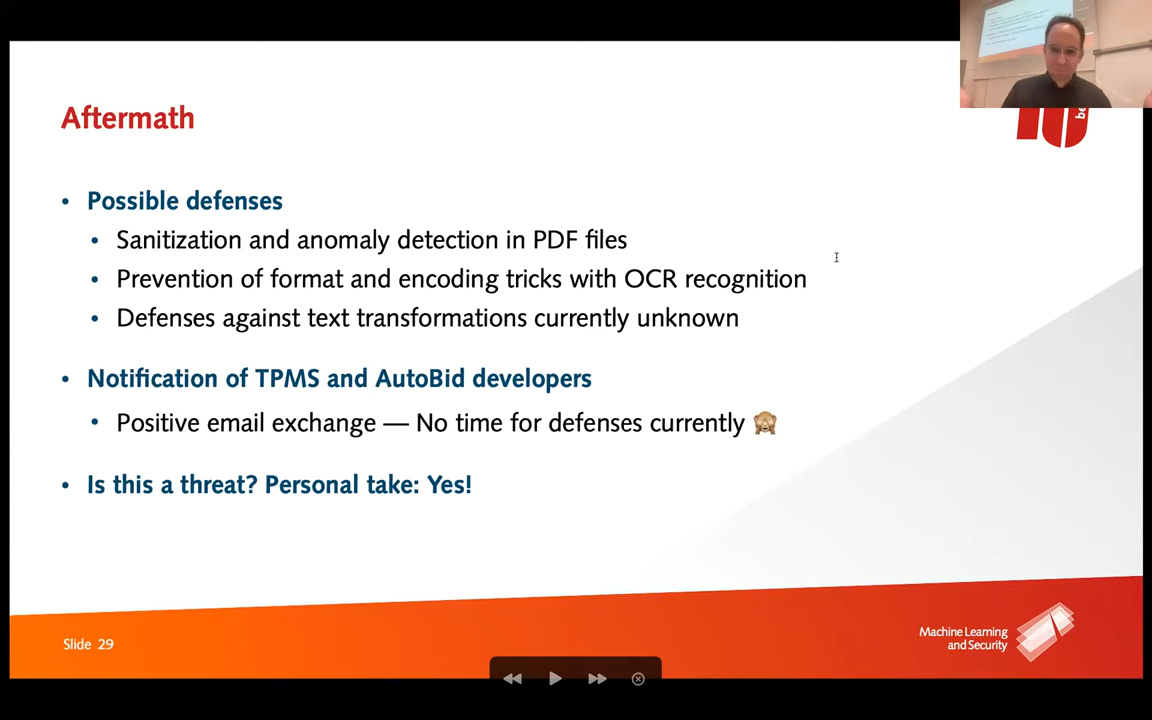 Aftermath
be
• Possible defenses
• Sanitization and anomaly detection in PDF files
• Prevention of format and encoding tricks with OCR recognition
• Defenses against text transformations currently unknown
• Notification of TPMS and AutoBid developers
• Positive email exchange — No time for defenses currently 🙈
• Is this a threat? Personal take: Yes!
Slide 29
Machine Learning
and Security